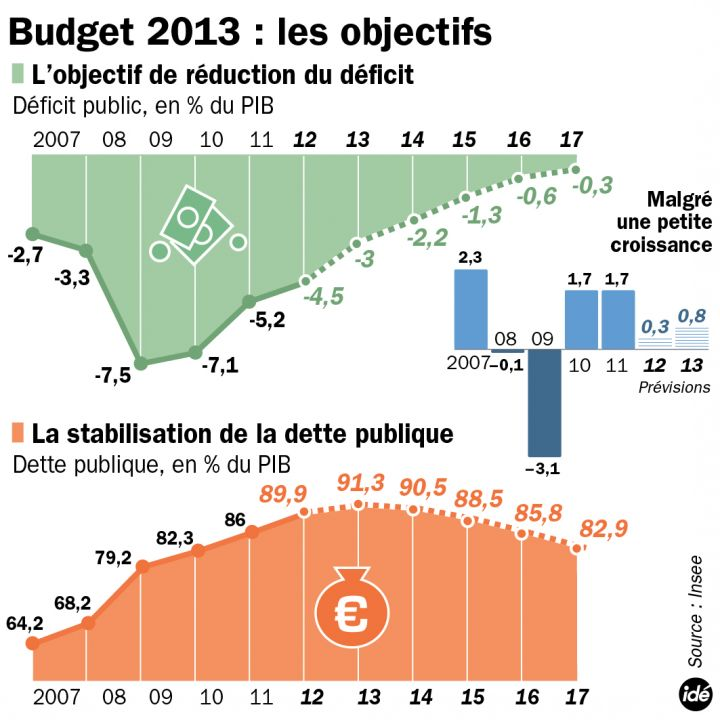 Budget 2013 : les objectifs
L’objectif de réduction du déficit
Déficit public, en % du PIB
2007 08 09 10 11 12 13 14 15 16 17
-2,7
-3,3
-7,5
-7,1
-5,2
-4,5
-3
-2,2
-1,3
-0,6
-0,3
Malgré
une petite
croissance
2,3
–0,1
–3,1
1,7
1,7
0,3
0,8
2007 08 09 10 11 12 13
Prévisions
La stabilisation de la dette publique
Dette publique, en % du PIB
64,2
68,2
79,2
82,3
86
89,9
91,3
90,5
88,5
85,8
82,9
€
2007 08 09 10 11 12 13 14 15 16 17
Source : Insee
idé